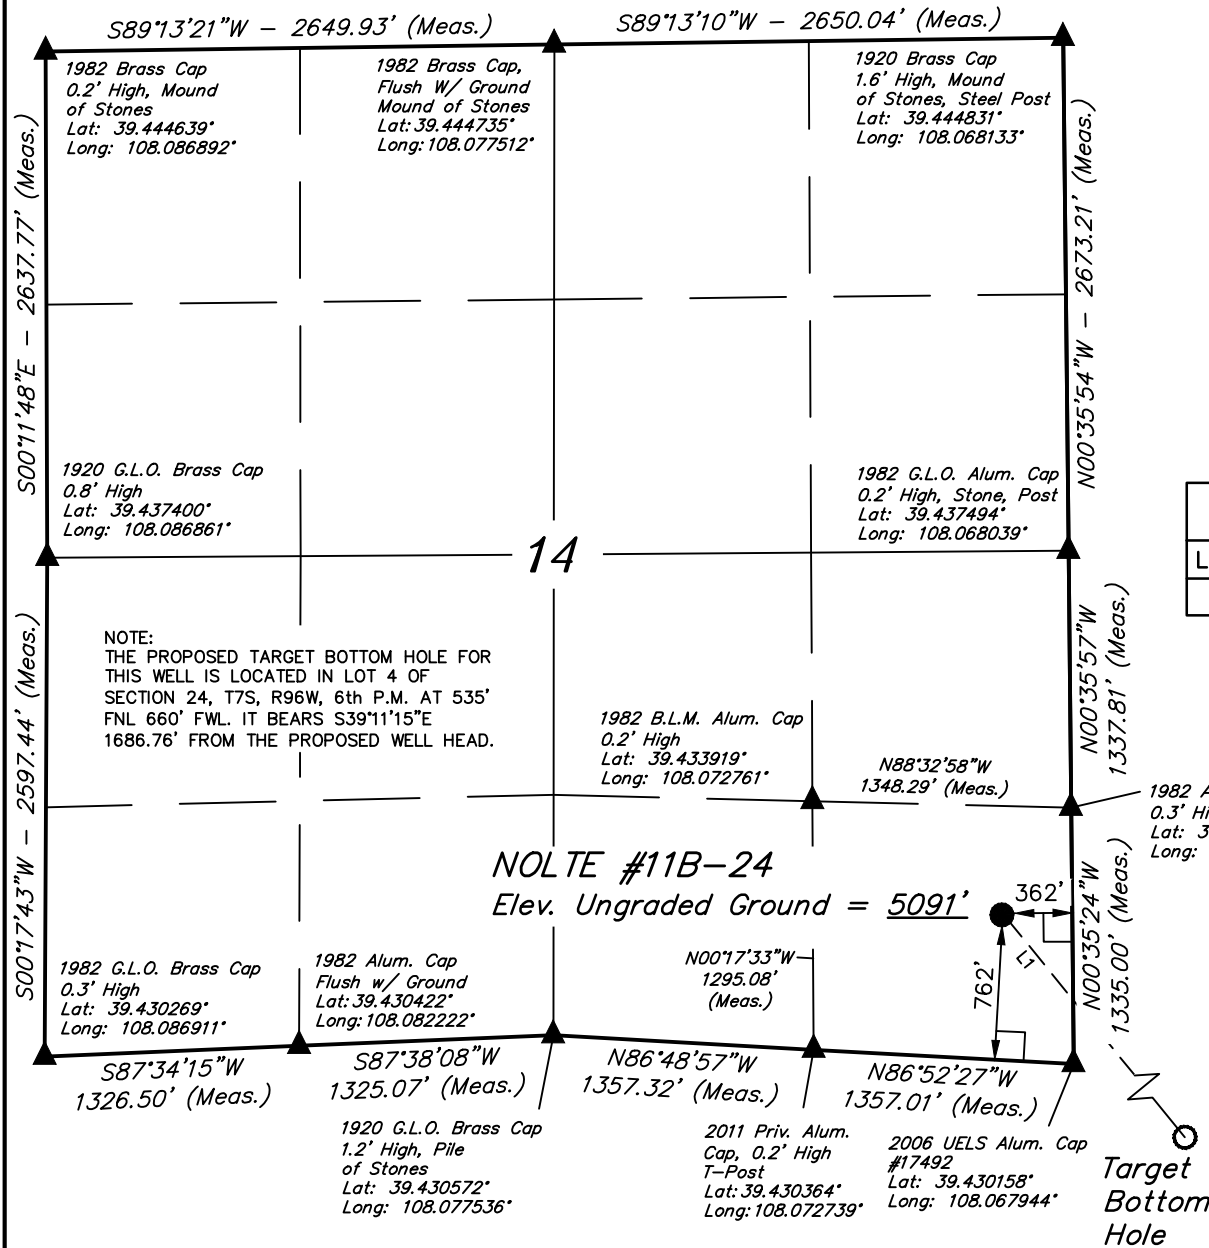 S89°13'21"W - 2649.93' (Meas.)
S89°13'10"W - 2650.04' (Meas.)
1982 Brass Cap
0.2' High, Mound
of Stones
Lat: 39.444639°
Long: 108.086892°
1982 Brass Cap,
Flush W/ Ground
Mound of Stones
Lat: 39.444735°
Long: 108.077512°
1920 Brass Cap
1.6' High, Mound
of Stones, Steel Post
Lat: 39.444831°
Long: 108.068133°
S00°11'48"E - 2637.77' (Meas.)
N00°35'54"W - 2673.21' (Meas.)
1920 G.L.O. Brass Cap
0.8' High
Lat: 39.437400°
Long: 108.086861°
1982 G.L.O. Alum. Cap
0.2' High, Stone, Post
Lat: 39.437494°
Long: 108.068039°
14
L
NOTE:
THE PROPOSED TARGET BOTTOM HOLE FOR
THIS WELL IS LOCATED IN LOT 4 OF
SECTION 24, T7S, R96W, 6th P.M. AT 535'
FNL 660' FWL. IT BEARS S39°11'15"E
1686.76' FROM THE PROPOSED WELL HEAD.
S00°17'43"W - 2597.44' (Meas.)
N00°35'57"W
1337.81' (Meas.)
1982 B.L.M. Alum. Cap
0.2' High
Lat: 39.433919°
Long: 108.072761°
N88°32'58"W
1348.29' (Meas.)
1982 A
0.3' Hi
Lat: 3
Long:
NOLTE #11B-24
Elev. Ungraded Ground = 5091'
362'
762'
L1
N00°35'24"W
1335.00' (Meas.)
N00°17'33"W
1295.08'
(Meas.)
1982 G.L.O. Brass Cap
0.3' High
Lat: 39.430269°
Long: 108.086911°
1982 Alum. Cap
Flush w/ Ground
Lat: 39.430422°
Long: 108.082222°
S87°34'15"W
1326.50' (Meas.)
S87°38'08"W
1325.07' (Meas.)
N86°48'57"W
1357.32' (Meas.)
N86°52'27"W
1357.01' (Meas.)
1920 G.L.O. Brass Cap
1.2' High, Pile
of Stones
Lat: 39.430572°
Long: 108.077536°
2011 Priv. Alum.
Cap, 0.2' High
T-Post
Lat: 39.430364°
Long: 108.072739°
2006 UELS Alum. Cap
#17492
Lat: 39.430158°
Long: 108.067944°
Target
Bottom
Hole